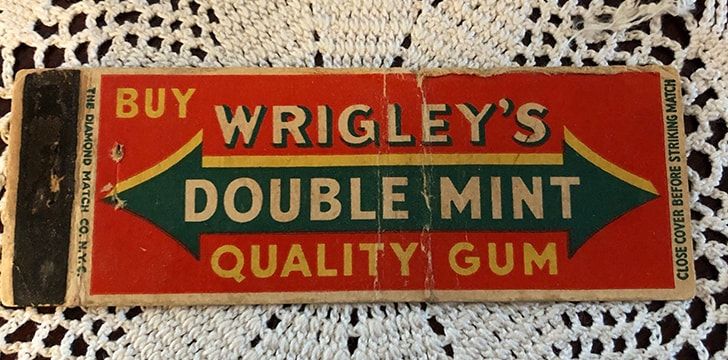 THE DIAMOND MATCH CO. N.Y.C.
BUY
WRIGLEY'S
DOUBLE MINT
QUALITY GUM
CLOSE COVER BEFORE STRIKING MATCH